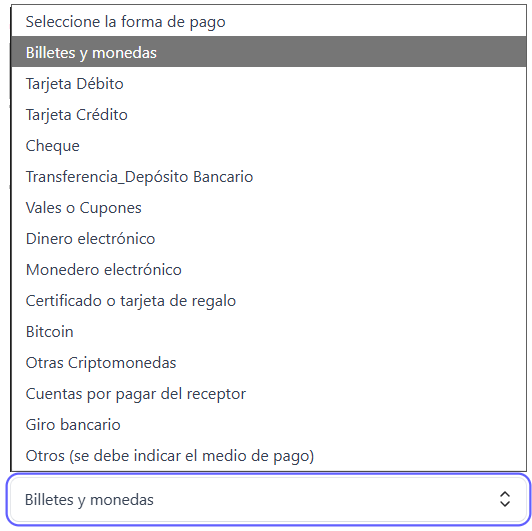 Seleccione la forma de pago
Billetes y monedas
Tarjeta Débito
Tarjeta Crédito
Cheque
Transferencia_Depósito Bancario
Vales o Cupones
Dinero electrónico
Monedero electrónico
Certificado o tarjeta de regalo
Bitcoin
Otras Criptomonedas
Cuentas por pagar del receptor
Giro bancario
Otros (se debe indicar el medio de pago)
Billetes y monedas